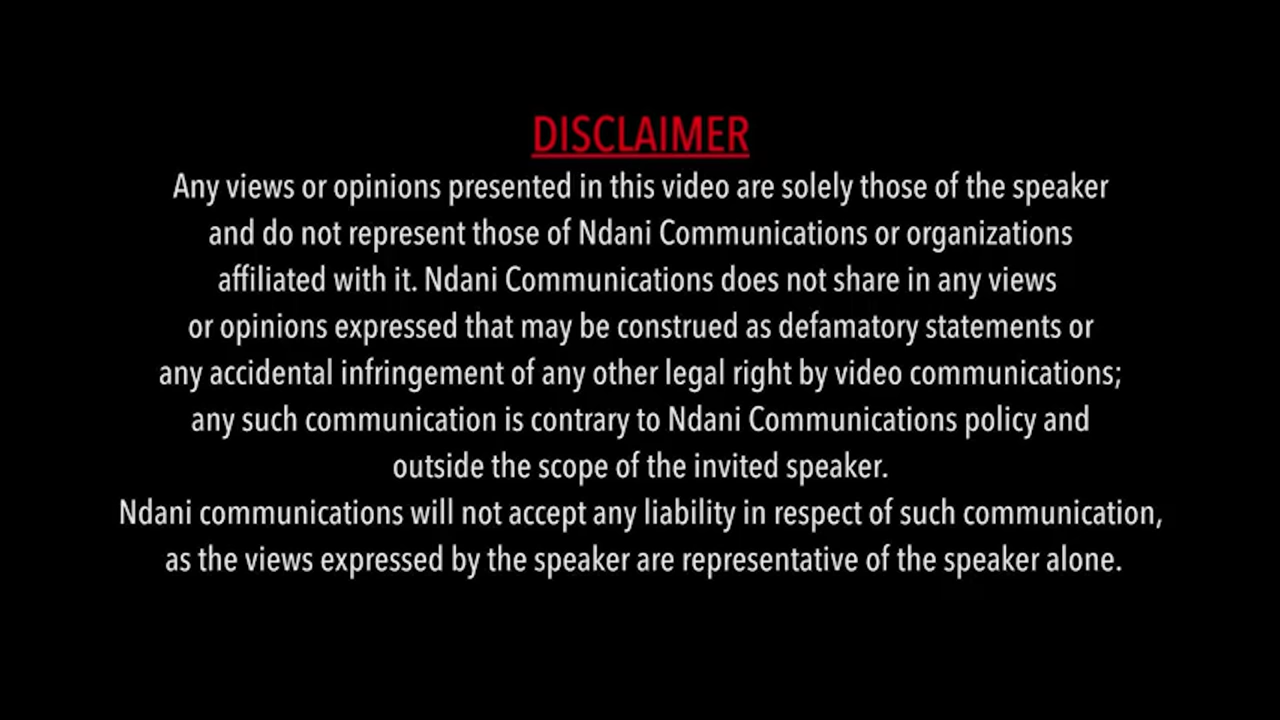 DISCLAIMER
Any views or opinions presented in this video are solely those of the speaker
and do not represent those of Ndani Communications or organizations
affiliated with it. Ndani Communications does not share in any views
or opinions expressed that may be construed as defamatory statements or
any accidental infringement of any other legal right by video communications;
any such communication is contrary to Ndani Communications policy and
outside the scope of the invited speaker.
Ndani communications will not accept any liability in respect of such communication,
as the views expressed by the speaker are representative of the speaker alone.